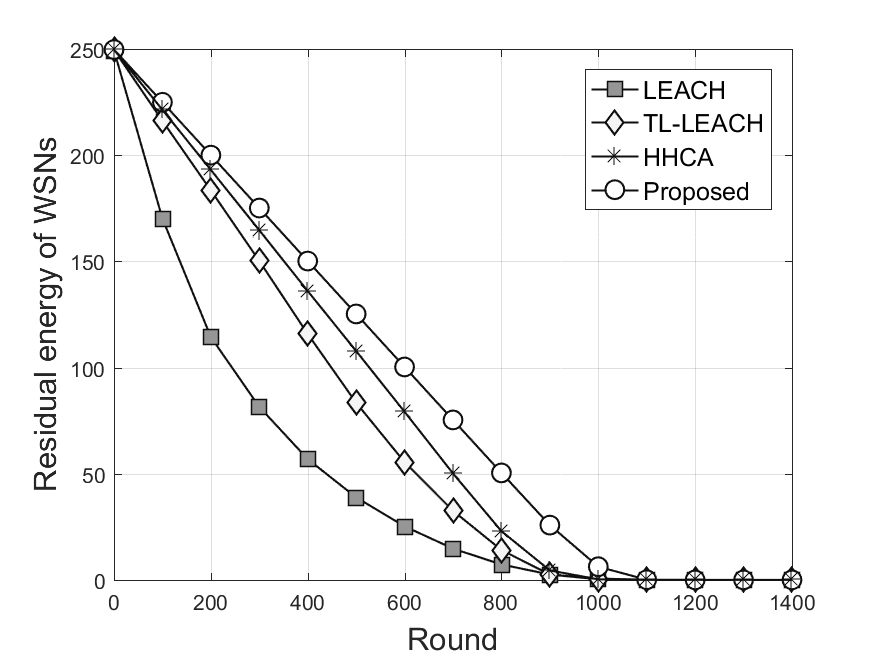 250
200
150
100
50
0
0 200 400 600 800 1000 1200 1400
Residual energy of WSNs
Round
LEACH
TL-LEACH
HHCA
Proposed